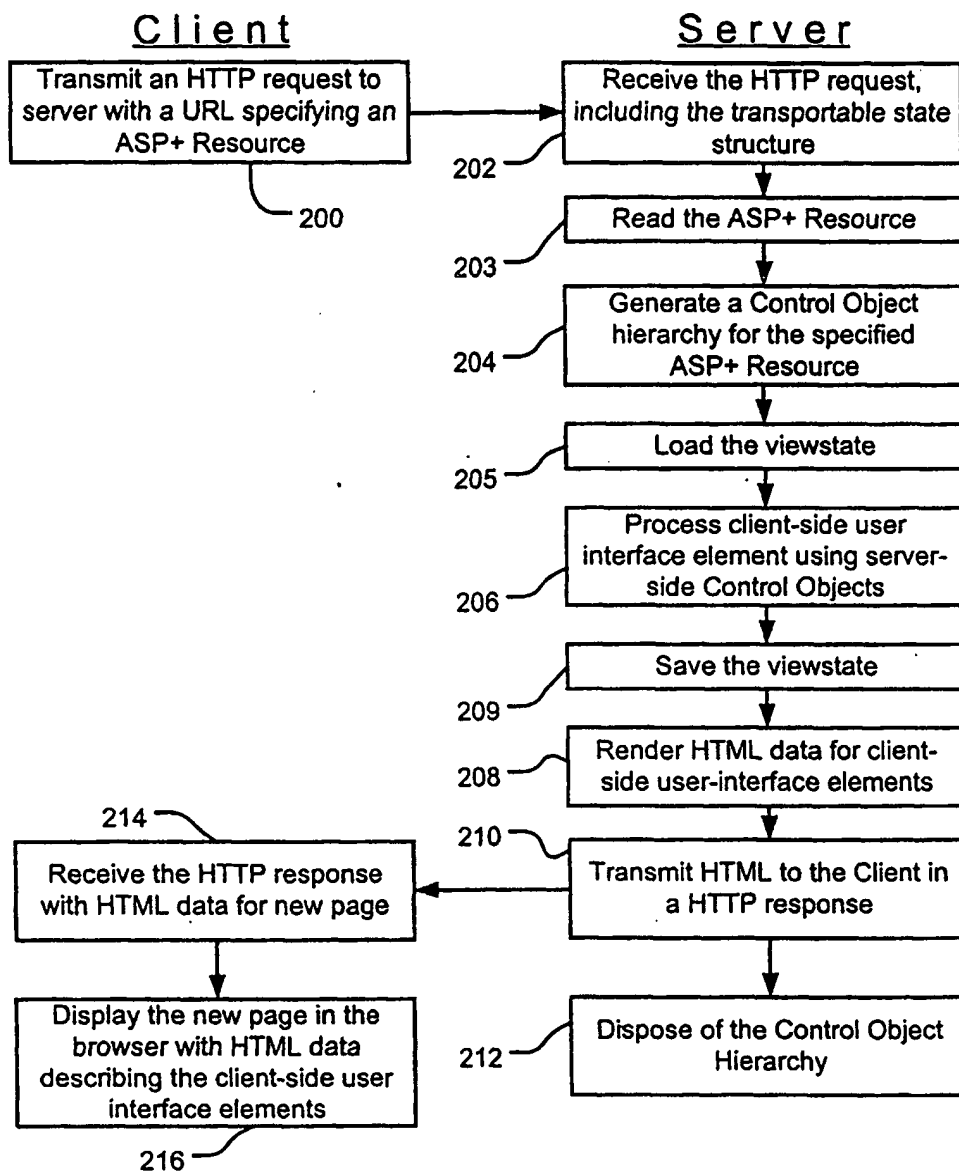 Client
Server
Transmit an HTTP request to
server with a URL specifying an
ASP+ Resource
200
Receive the HTTP request,
including the transportable state
structure
202
Read the ASP+ Resource
203
Generate a Control Object
hierarchy for the specified
ASP+ Resource
204
Load the viewstate
205
Process client-side user
interface element using server-
side Control Objects
206
Save the viewstate
209
Render HTML data for client-
side user-interface elements
208
210
Transmit HTML to the Client in
a HTTP response
214
Receive the HTTP response
with HTML data for new page
Display the new page in the
browser with HTML data
describing the client-side user
interface elements
216
Dispose of the Control Object
Hierarchy
212